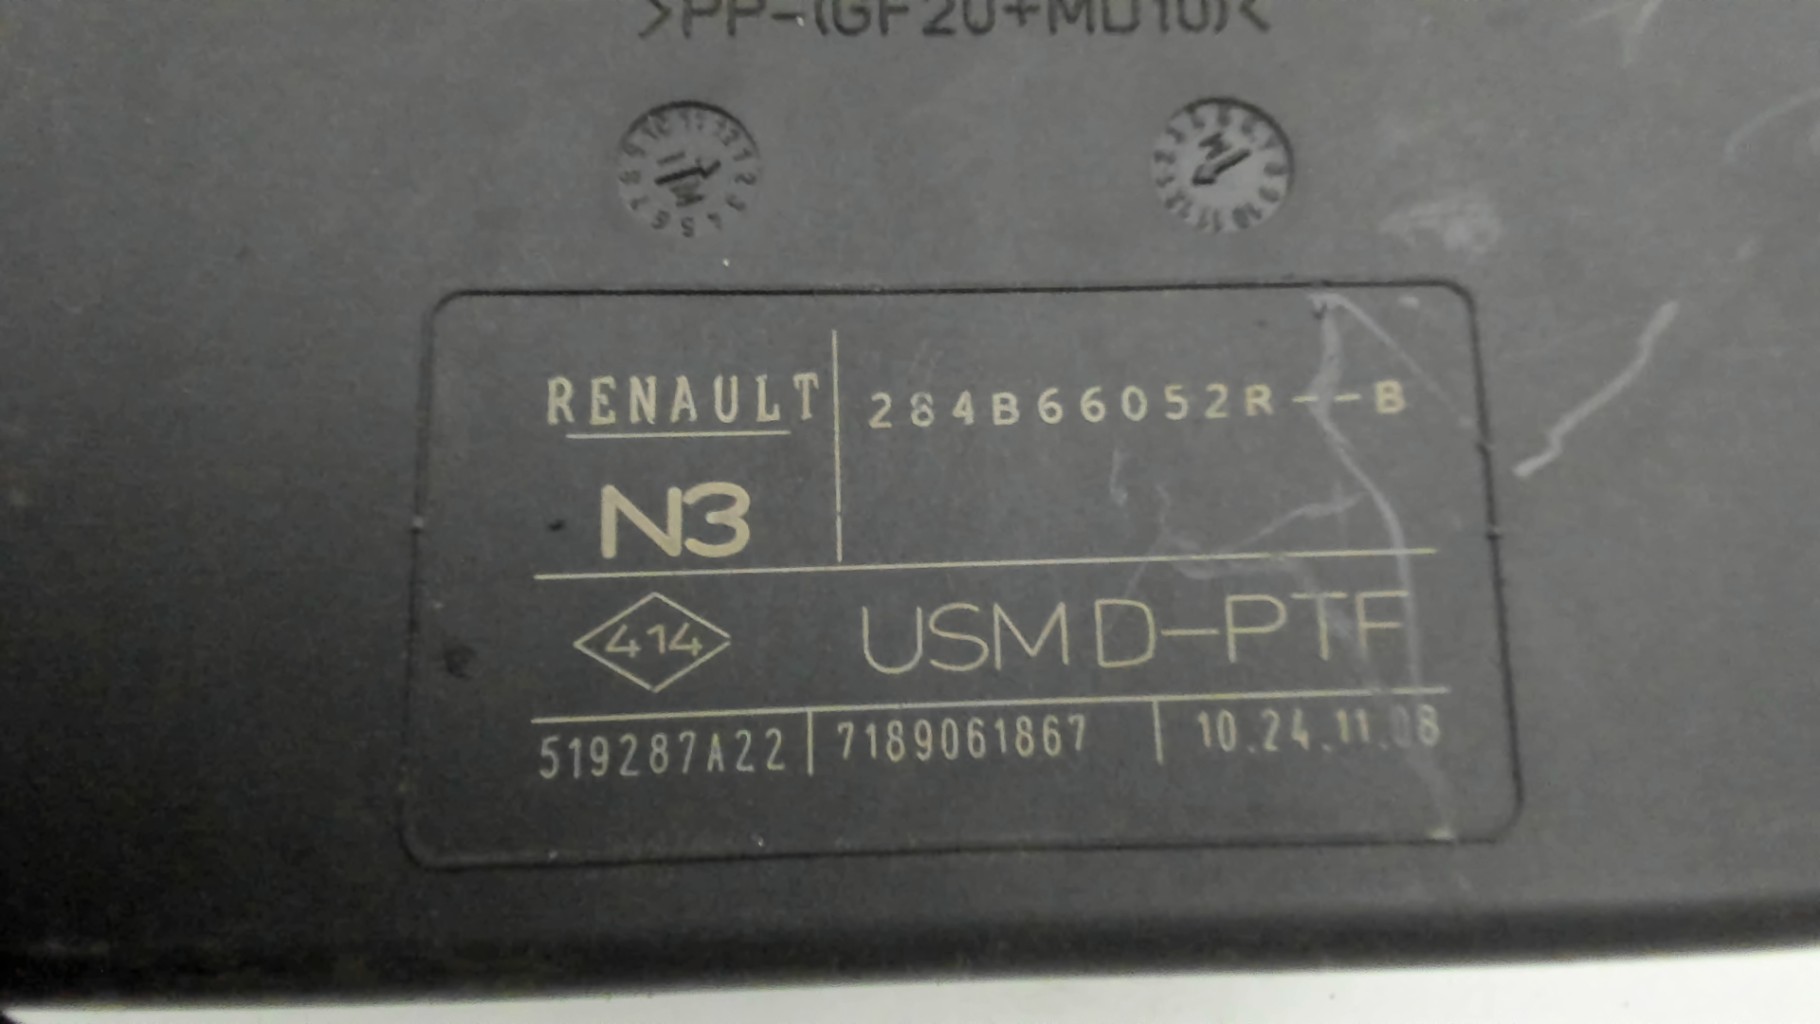 >PP-(GF20+MD10)<
RENAULT 284B66052R--B
N3
414 USM D-PTF
519287A22 7189061867 10.24.11.08